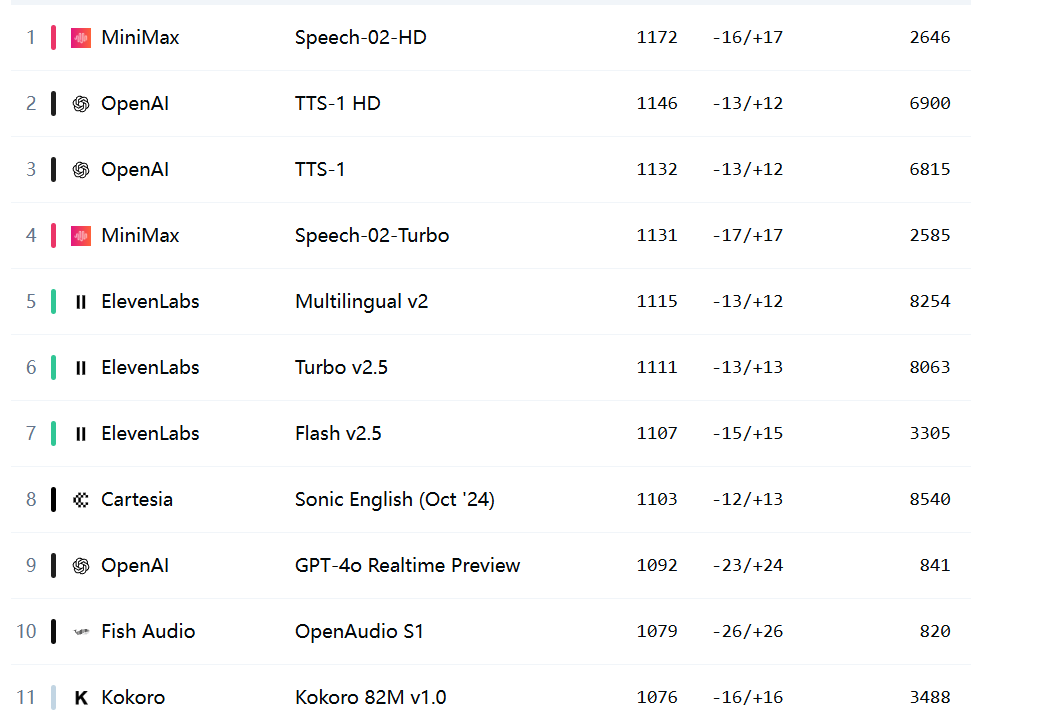 1 MiniMax Speech-02-HD 1172 -16/+17 2646
2 OpenAI TTS-1 HD 1146 -13/+12 6900
3 OpenAI TTS-1 1132 -13/+12 6815
4 MiniMax Speech-02-Turbo 1131 -17/+17 2585
5 ElevenLabs Multilingual v2 1115 -13/+12 8254
6 ElevenLabs Turbo v2.5 1111 -13/+13 8063
7 ElevenLabs Flash v2.5 1107 -15/+15 3305
8 Cartesia Sonic English (Oct '24) 1103 -12/+13 8540
9 OpenAI GPT-4o Realtime Preview 1092 -23/+24 841
10 Fish Audio OpenAudio S1 1079 -26/+26 820
11 K Kokoro Kokoro 82M v1.0 1076 -16/+16 3488